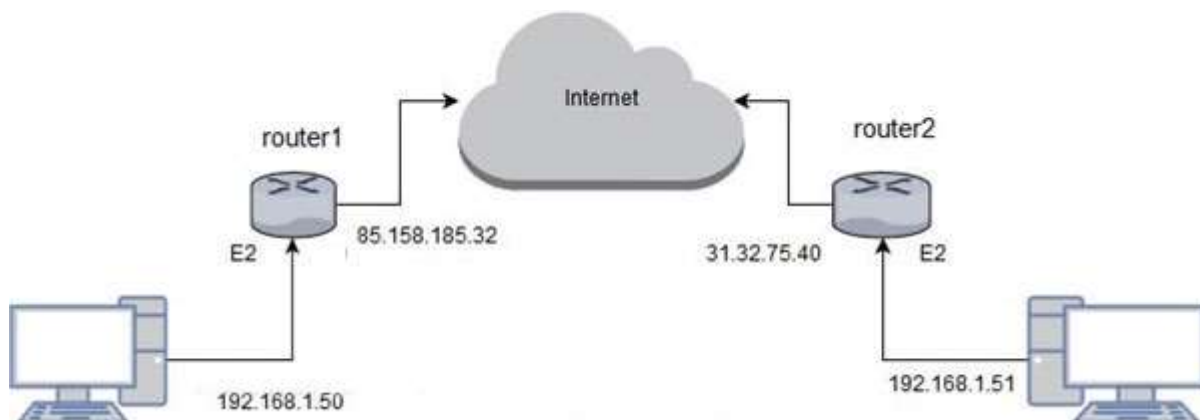 Internet
router1
router2
85.158.185.32
31.32.75.40
E2
E2
192.168.1.50
192.168.1.51